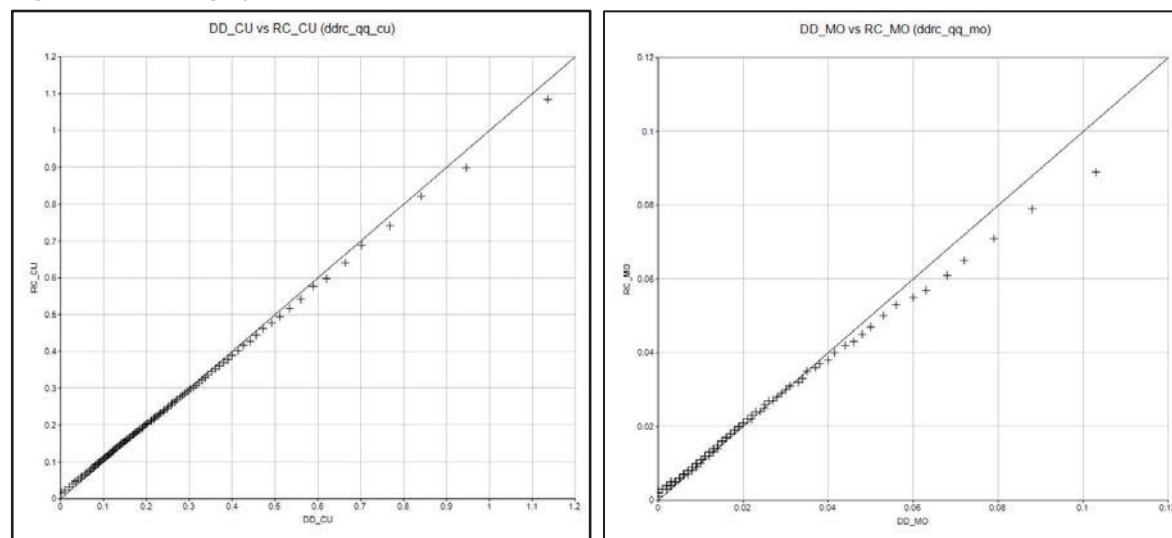 DD_CU vs RC_CU (ddrc_qq_cu)
1.2
1.1
1
0.9
0.8
0.7
0.6
0.5
0.4
0.3
0.2
0.1
0
RC_CU
0 0.1 0.2 0.3 0.4 0.5 0.6 0.7 0.8 0.9 1 1.1 1.2
DD_CU
DD_MO vs RC_MO (ddrc_qq_mo)
0.12
0.1
0.08
0.06
0.04
0.02
0
RC_MO
0 0.02 0.04 0.06 0.08 0.1 0.12
DD_MO